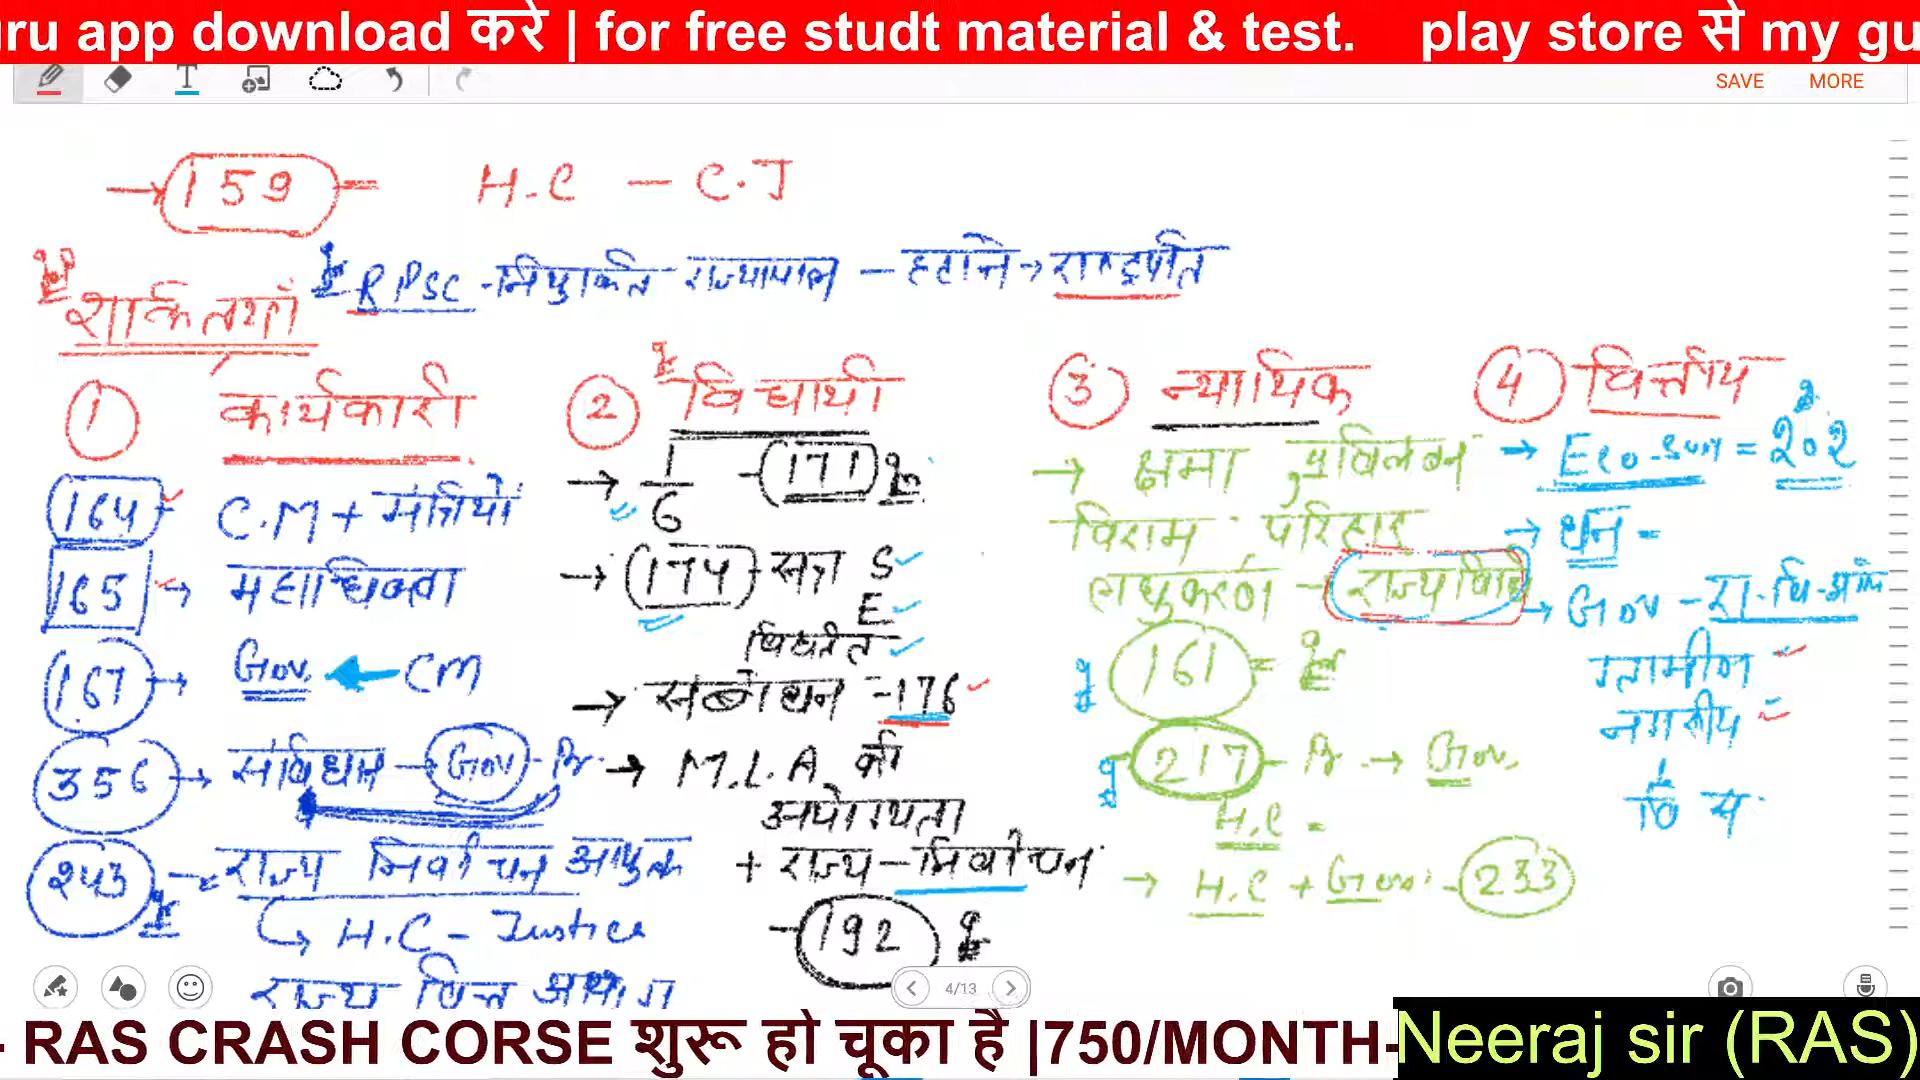 ru app download करे | for free studt material & test.    play store से my gu
SAVE MORE
→ 159 = H.C - C.J
RPSC - नियुक्ति राज्यपाल - हटाने → राष्ट्रपति
शक्तियाँ
1 कार्यकारी
164 C.M + मंत्रियो
165 → महाधिवक्ता
167 → Gov. ← CM
356 → संविधान - Gov -
243 - राज्य निर्वाचन आयुक्त
H.C - Justice
राज्य वित्त आयोग
2 विधायी
→ 1/6 - 171
→ 174 - सत्र S
E
विघटित
→ सम्बोधन - 176
→ M.L.A की
अयोग्यता
+ राज्य - निर्वाचन
- 192
3 न्यायिक
→ क्षमा , प्रविलंबन
विराम परिहार
लघुकरण - राज्य विधि
161 =
217 - → Gov.
H.C =
→ H.C + Gov. - 233
4 वित्तीय
→ Eco-Sur = 202
→ धन =
→ Gov - रा-वि-आ
ग्रामीण
नगरीय
4/13
- RAS CRASH CORSE शुरू हो चूका है |750/MONTH-
Neeraj sir (RAS)